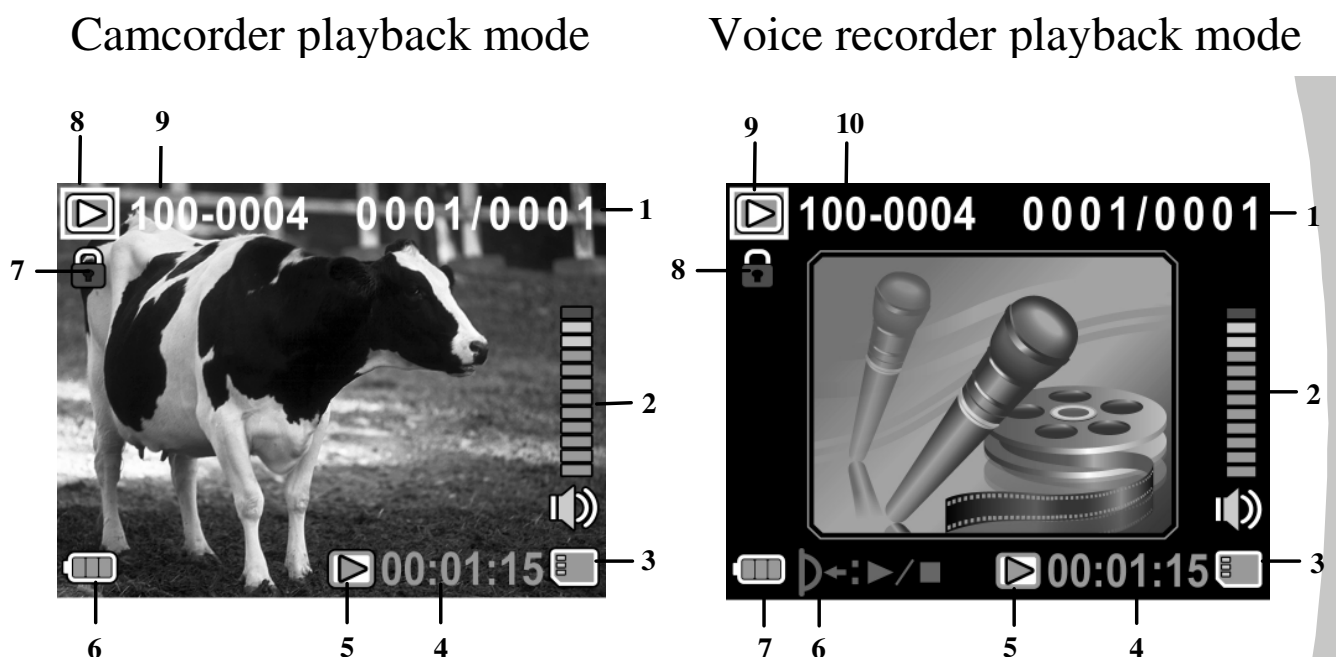 Camcorder playback mode
Voice recorder playback mode
8 9
100-0004 0001/0001 1
7
2
00:01:15 3
6 5 4
9 10
100-0004 0001/0001 1
8
2
:▶/■ 00:01:15 3
7 6 5 4